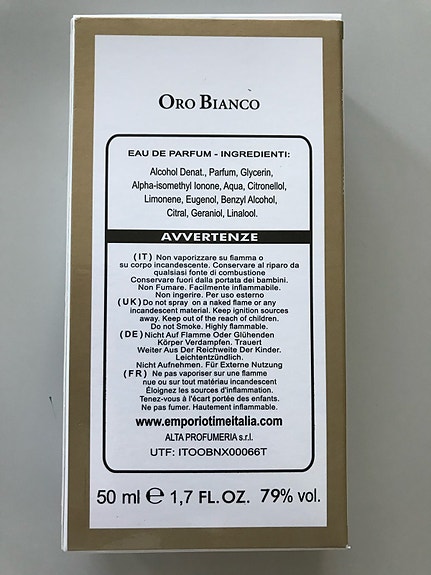 ORO BIANCO
EAU DE PARFUM - INGREDIENTI:
Alcohol Denat., Parfum, Glycerin,
Alpha-isomethyl Ionone, Aqua, Citronellol,
Limonene, Eugenol, Benzyl Alcohol,
Citral, Geraniol, Linalool.
AVVERTENZE
(IT) Non vaporizzare su fiamma o
su corpo incandescente. Conservare al riparo da
qualsiasi fonte di combustione
Conservare fuori dalla portata dei bambini.
Non Fumare. Facilmente inflammabile.
Non ingerire. Per uso esterno
(UK) Do not spray on a naked flame or any
incandescent material. Keep ignition sources
away. Keep out of the reach of children.
Do not Smoke. Highly flammable.
(DE) Nicht Auf Flamme Oder Glühenden
Körper Verdampfen. Trauert
Weiter Aus Der Reichweite Der Kinder.
Leichtentzündlich.
Nicht Aufnehmen. Für Externe Nutzung
(FR) Ne pas vaporiser sur une flamme
nue ou sur tout matériau incandescent
Éloignez les sources d'inflammation.
Tenez-vous à l'écart portée des enfants.
Ne pas fumer. Hautement inflammable.
www.emporiotimeitalia.com
ALTA PROFUMERIA s.r.l.
UTF: ITOOBNX00066T
50 ml ℮ 1,7 FL.OZ. 79% vol.